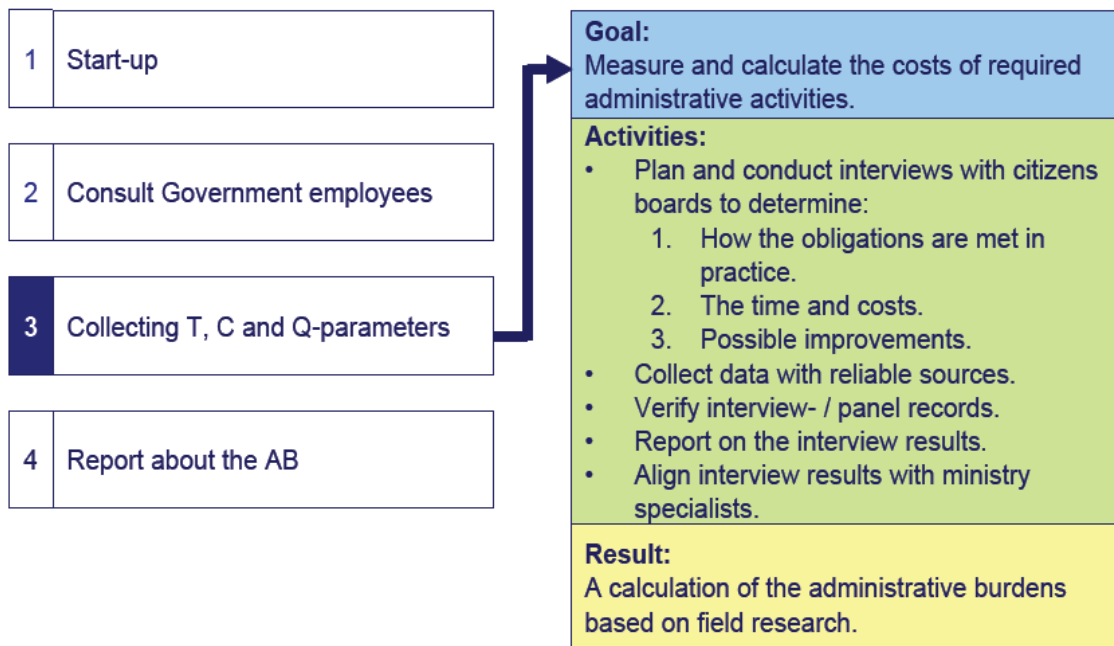 1 Start-up
2 Consult Government employees
3 Collecting T, C and Q-parameters
4 Report about the AB
Goal:
Measure and calculate the costs of required
administrative activities.
Activities:
• Plan and conduct interviews with citizens
boards to determine:
1. How the obligations are met in
practice.
2. The time and costs.
3. Possible improvements.
• Collect data with reliable sources.
• Verify interview- / panel records.
• Report on the interview results.
• Align interview results with ministry
specialists.
Result:
A calculation of the administrative burdens
based on field research.